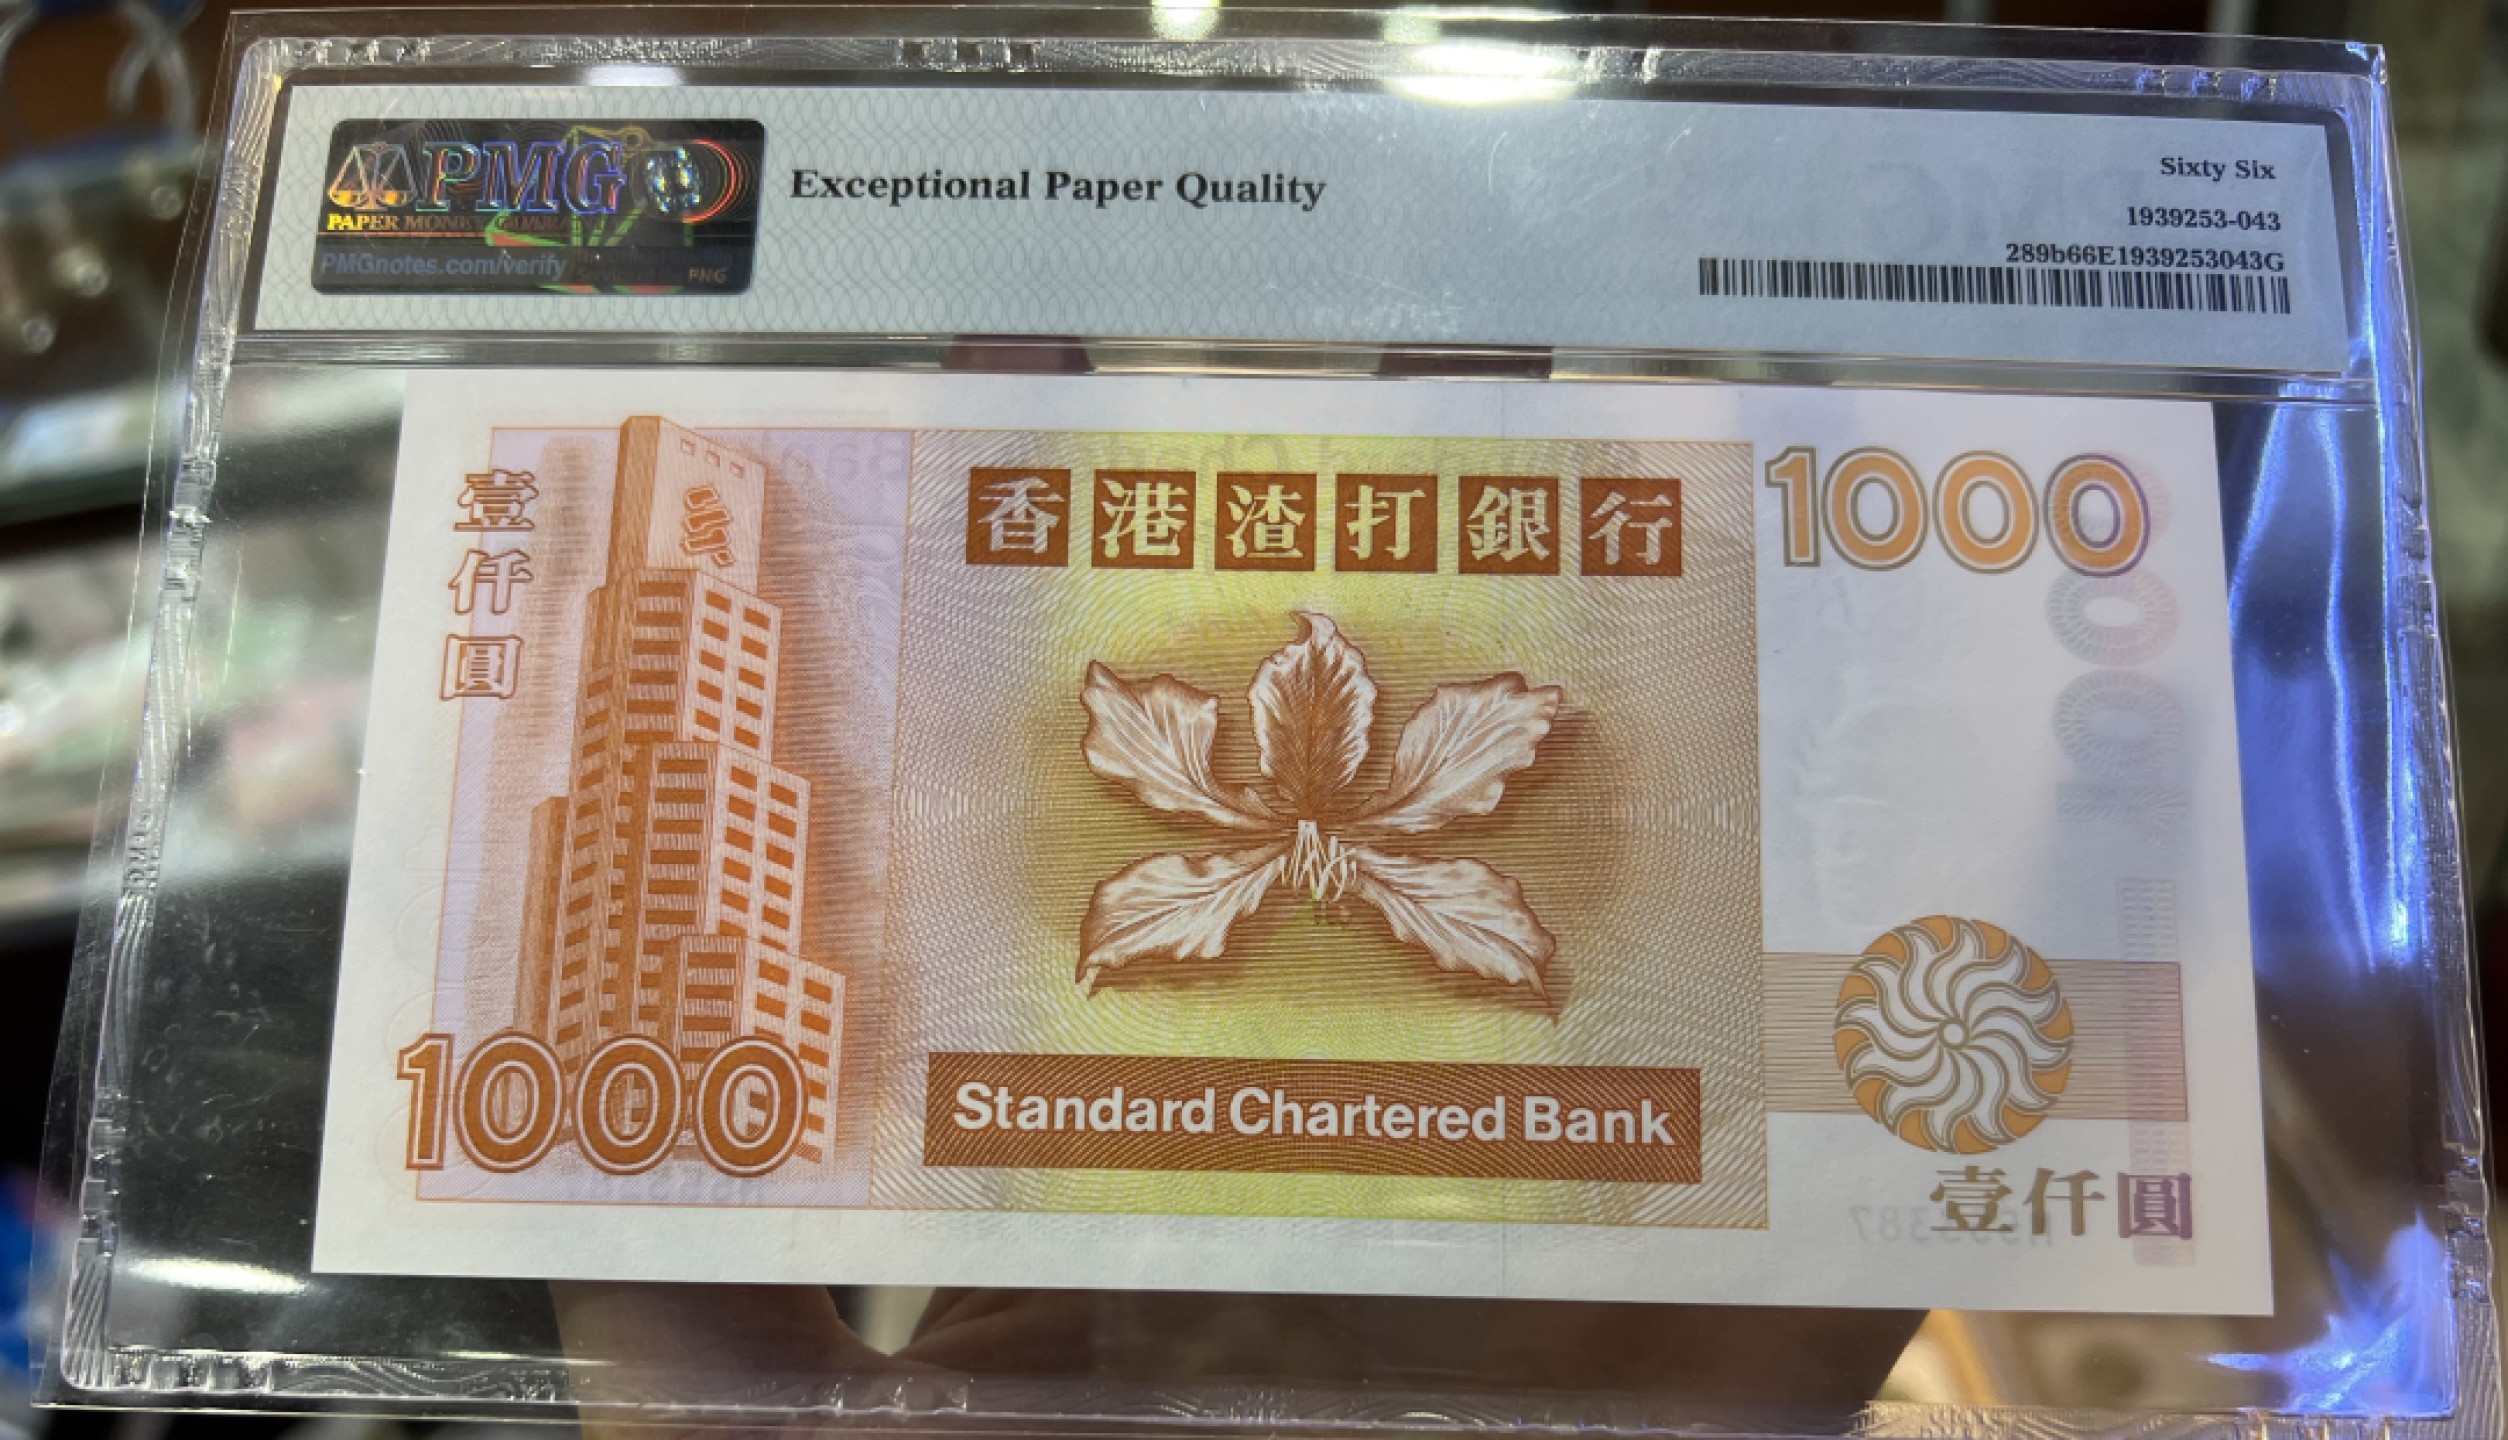 PMG
PAPER MONEY GUARANTY
PMGnotes.com/verify
PNG
Exceptional Paper Quality
Sixty Six
1939253-043
289b66E1939253043G
壹仟圓
香港渣打銀行
1000
1000
Standard Chartered Bank
壹仟圓